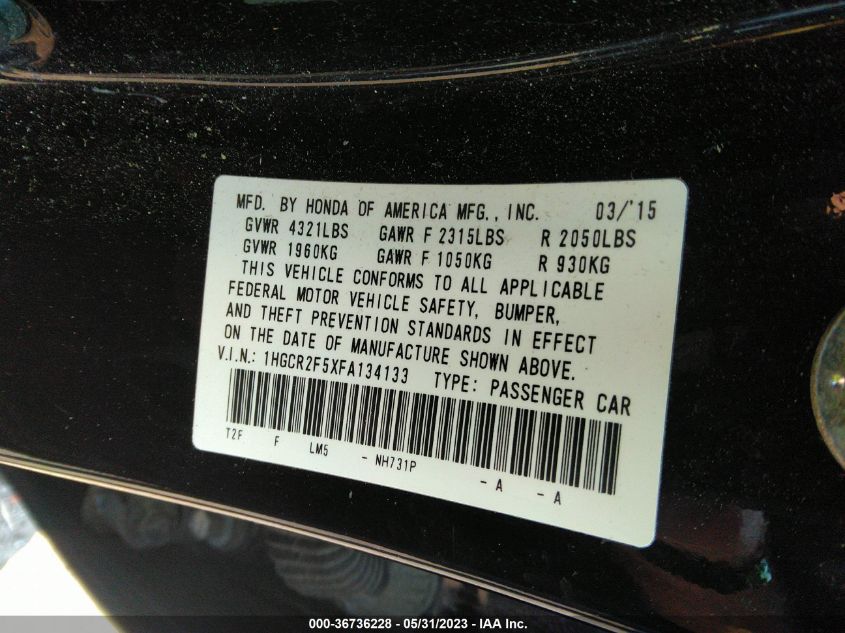 MFD. BY HONDA OF AMERICA MFG., INC. 03/'15
GVWR 4321LBS GAWR F 2315LBS R 2050LBS
GVWR 1960KG GAWR F 1050KG R 930KG
THIS VEHICLE CONFORMS TO ALL APPLICABLE
FEDERAL MOTOR VEHICLE SAFETY, BUMPER,
AND THEFT PREVENTION STANDARDS IN EFFECT
ON THE DATE OF MANUFACTURE SHOWN ABOVE.
V.I.N.: 1HGCR2F5XFA134133 TYPE: PASSENGER CAR
T2F F LM5 - NH731P - A - A
000-36736228 - 05/31/2023 - IAA Inc.